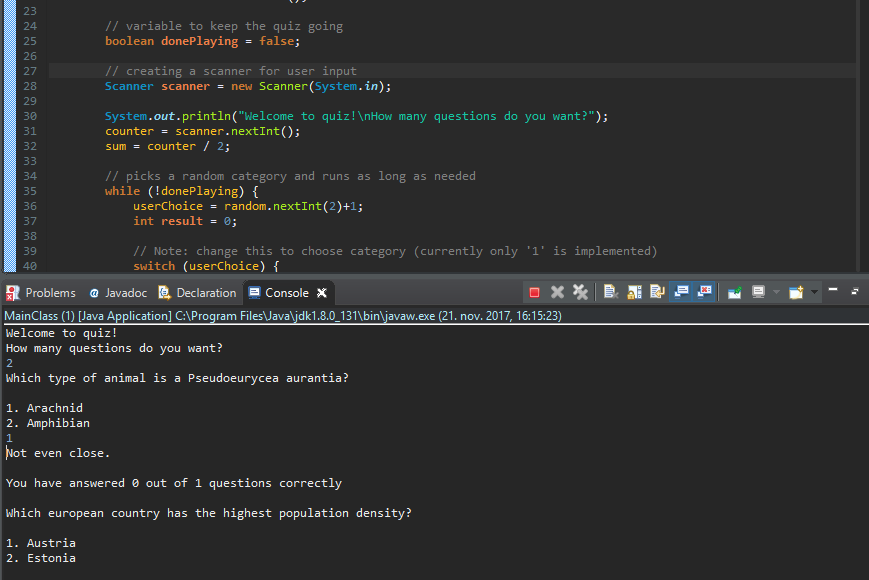 23
24 // variable to keep the quiz going
25 boolean donePlaying = false;
26
27 // creating a scanner for user input
28 Scanner scanner = new Scanner(System.in);
29
30 System.out.println("Welcome to quiz!\nHow many questions do you want?");
31 counter = scanner.nextInt();
32 sum = counter / 2;
33
34 // picks a random category and runs as long as needed
35 while (!donePlaying) {
36 userChoice = random.nextInt(2)+1;
37 int result = 0;
38
39 // Note: change this to choose category (currently only '1' is implemented)
40 switch (userChoice) {
Problems @ Javadoc Declaration Console
MainClass (1) [Java Application] C:\Program Files\Java\jdk1.8.0_131\bin\javaw.exe (21. nov. 2017, 16:15:23)
Welcome to quiz!
How many questions do you want?
2
Which type of animal is a Pseudoeurycea aurantia?
1. Arachnid
2. Amphibian
1
Not even close.
You have answered 0 out of 1 questions correctly
Which european country has the highest population density?
1. Austria
2. Estonia